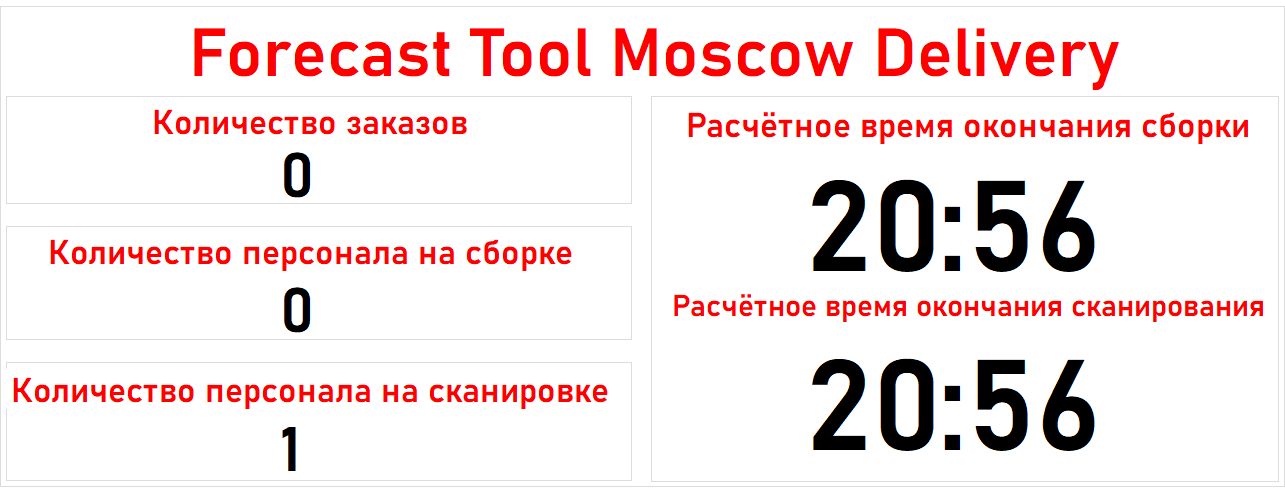 Forecast Tool Moscow Delivery
Количество заказов
0
Количество персонала на сборке
0
Количество персонала на сканировке
1
Расчётное время окончания сборки
20:56
Расчётное время окончания сканирования
20:56